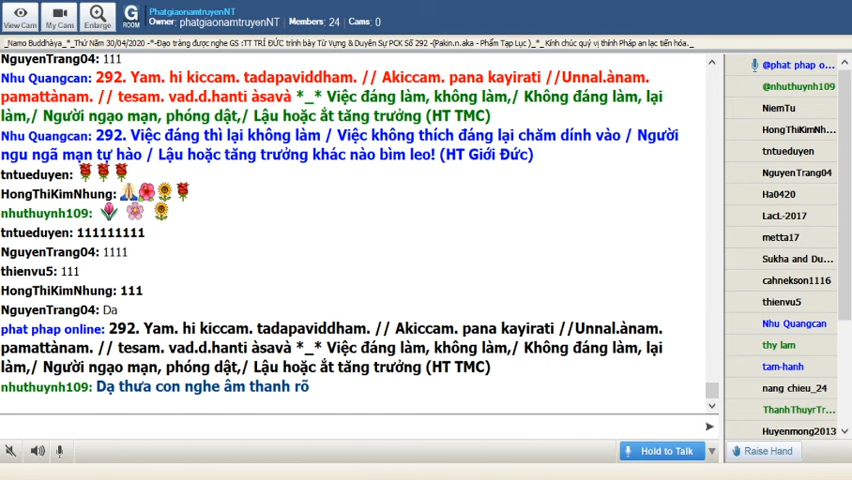 View Cam
My Cam
Enlarge
G
ROOM
PhatgiaonamtruyenNT
Owner: phatgiaonamtruyenNT | Members: 24 | Cams: 0
_Namo Buddhàya_*_Thứ Năm 30/04/2020 -*-Đạo tràng được nghe GS :TT TRÍ ĐỨC trình bày Từ Vựng & Duyên Sự PCK Số 292 -(Pakin.n.aka - Phẩm Tạp Lục )_*_ Kính chúc quý vị thính Pháp an lạc tiến hóa._
NguyenTrang04: 111
Nhu Quangcan: 292. Yam. hi kiccam. tadapaviddham. // Akiccam. pana kayirati //Unnal.ànam.
pamattànam. // tesam. vad.d.hanti àsavà *_* Việc đáng làm, không làm,/ Không đáng làm, lại
làm,/ Người ngạo mạn, phóng dật,/ Lậu hoặc ắt tăng trưởng (HT TMC)
Nhu Quangcan: 292. Việc đáng thì lại không làm / Việc không thích đáng lại chăm dính vào / Người
ngu ngã mạn tự hào / Lậu hoặc tăng trưởng khác nào bìm leo! (HT Giới Đức)
tntueduyen:
HongThiKimNhung:
nhuthuynh109:
tntueduyen: 111111111
NguyenTrang04: 1111
thienvu5: 111
HongThiKimNhung: 111
NguyenTrang04: Da
phat phap online: 292. Yam. hi kiccam. tadapaviddham. // Akiccam. pana kayirati //Unnal.ànam.
pamattànam. // tesam. vad.d.hanti àsavà *_* Việc đáng làm, không làm,/ Không đáng làm, lại
làm,/ Người ngạo mạn, phóng dật,/ Lậu hoặc ắt tăng trưởng (HT TMC)
nhuthuynh109: Dạ thưa con nghe âm thanh rõ
@phat phap o...
@nhuthuynh109
NiemTu
HongThiKimNh...
tntueduyen
NguyenTrang04
Ha0420
LacL-2017
metta17
Sukha and Du...
cahnekson1116
thienvu5
Nhu Quangcan
thy lam
tam-hanh
nang chieu_24
ThanhThuyrTr...
Huyenmong2013
Hold to Talk
Raise Hand